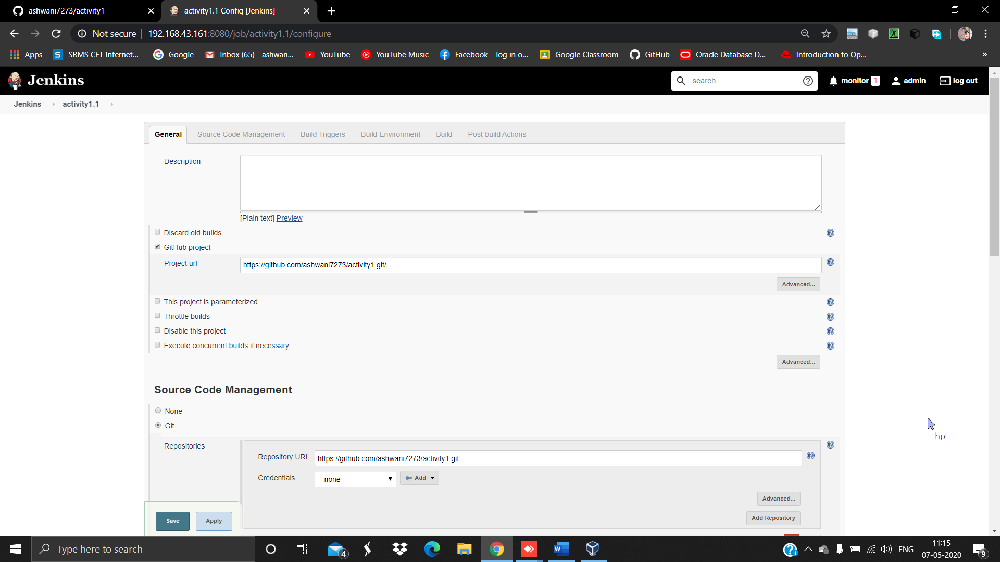 ashwani7273/activity1
activity1.1 Config [Jenkins]
Not secure
192.168.43.161:8080/job/activity1.1/configure
Apps
SRMS CET Internet...
Google
Inbox (65) - ashwan...
YouTube
YouTube Music
Facebook – log in o...
Google Classroom
GitHub
Oracle Database D...
Introduction to Op...
»
Jenkins
search
monitor 1
admin
log out
Jenkins
activity1.1
General
Source Code Management
Build Triggers
Build Environment
Build
Post-build Actions
Description
[Plain text] Preview
Discard old builds
GitHub project
Project url
https://github.com/ashwani7273/activity1.git/
Advanced...
This project is parameterized
Throttle builds
Disable this project
Execute concurrent builds if necessary
Advanced...
Source Code Management
None
Git
hp
Repositories
Repository URL
https://github.com/ashwani7273/activity1.git
Credentials
- none -
Add
Advanced...
Add Repository
Save
Apply
Type here to search
4
ENG
11:15
07-05-2020
9